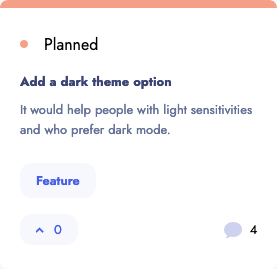 Planned
Add a dark theme option
It would help people with light sensitivities
and who prefer dark mode.
Feature
0 4